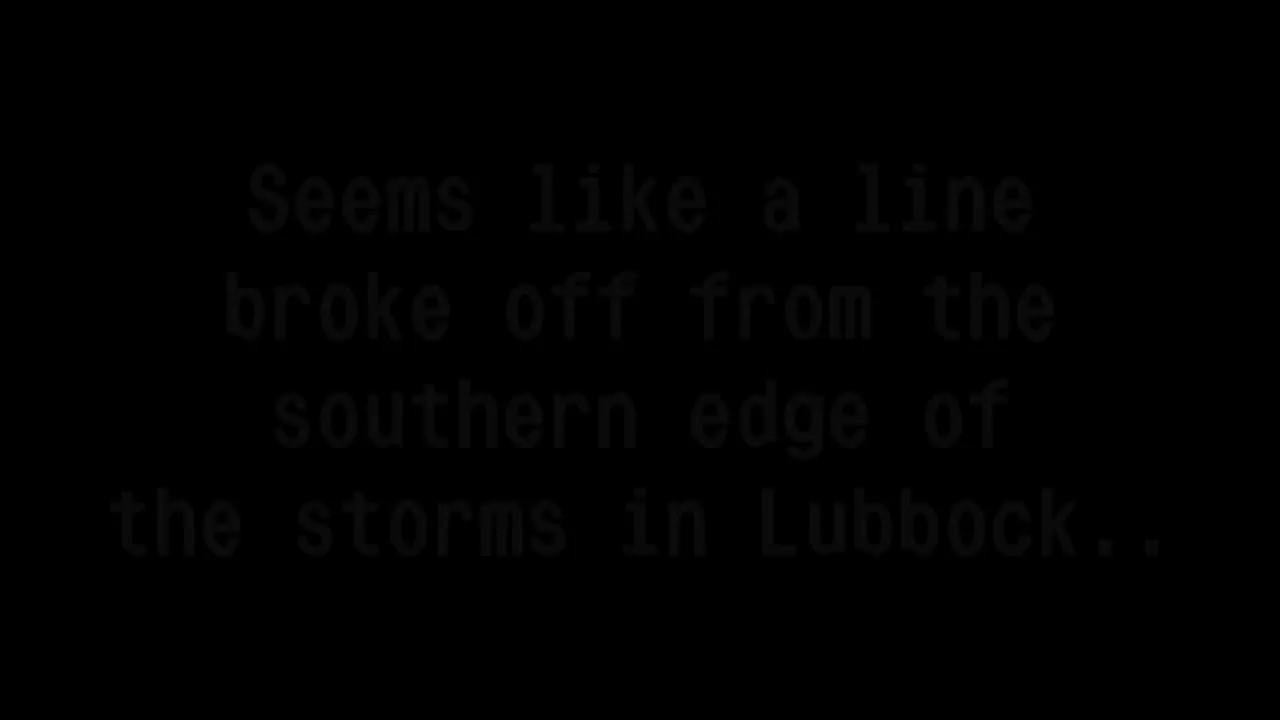 Seems like a line
broke off from the
southern edge of
the storms in Lubbock..